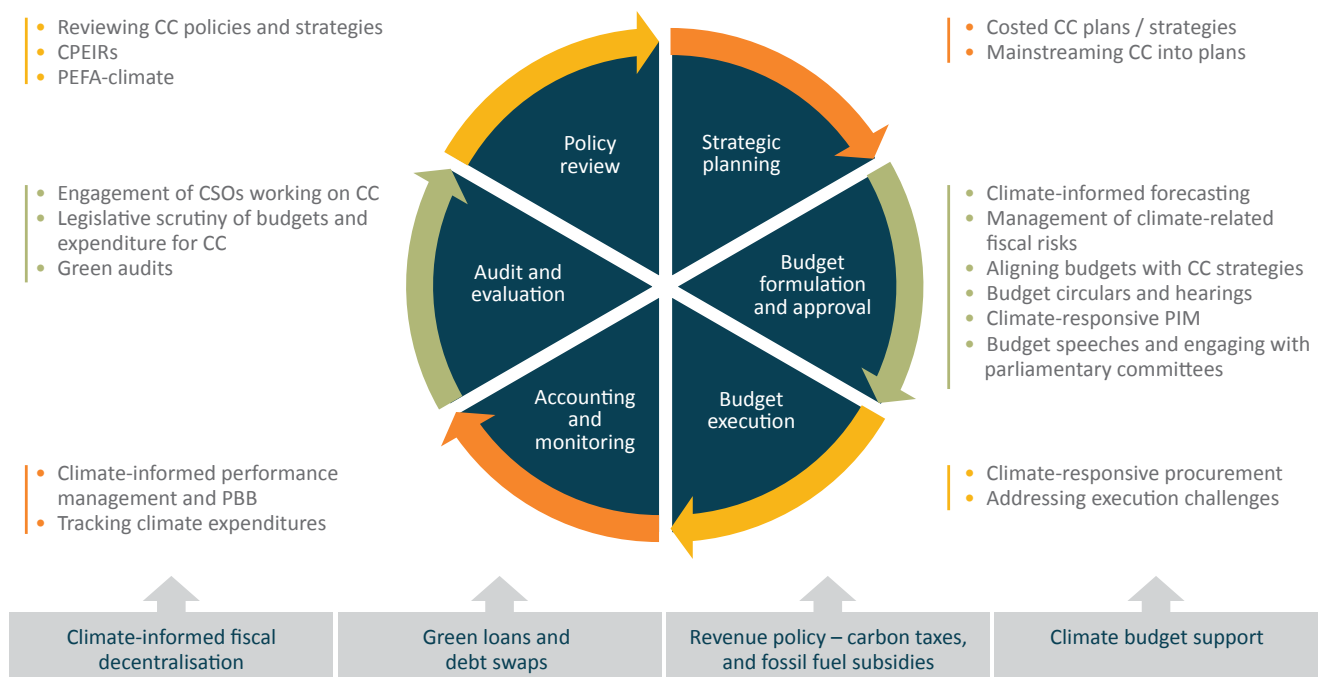 • Reviewing CC policies and strategies
• CPEIRs
• PEFA-climate
• Costed CC plans / strategies
• Mainstreaming CC into plans
Policy
review
Strategic
planning
• Engagement of CSOs working on CC
• Legislative scrutiny of budgets and
expenditure for CC
• Green audits
Audit and
evaluation
Budget
formulation
and approval
• Climate-informed forecasting
• Management of climate-related
fiscal risks
• Aligning budgets with CC strategies
• Budget circulars and hearings
• Climate-responsive PIM
• Budget speeches and engaging with
parliamentary committees
Accounting
and
monitoring
Budget
execution
• Climate-informed performance
management and PBB
• Tracking climate expenditures
• Climate-responsive procurement
• Addressing execution challenges
Climate-informed fiscal
decentralisation
Green loans and
debt swaps
Revenue policy – carbon taxes,
and fossil fuel subsidies
Climate budget support